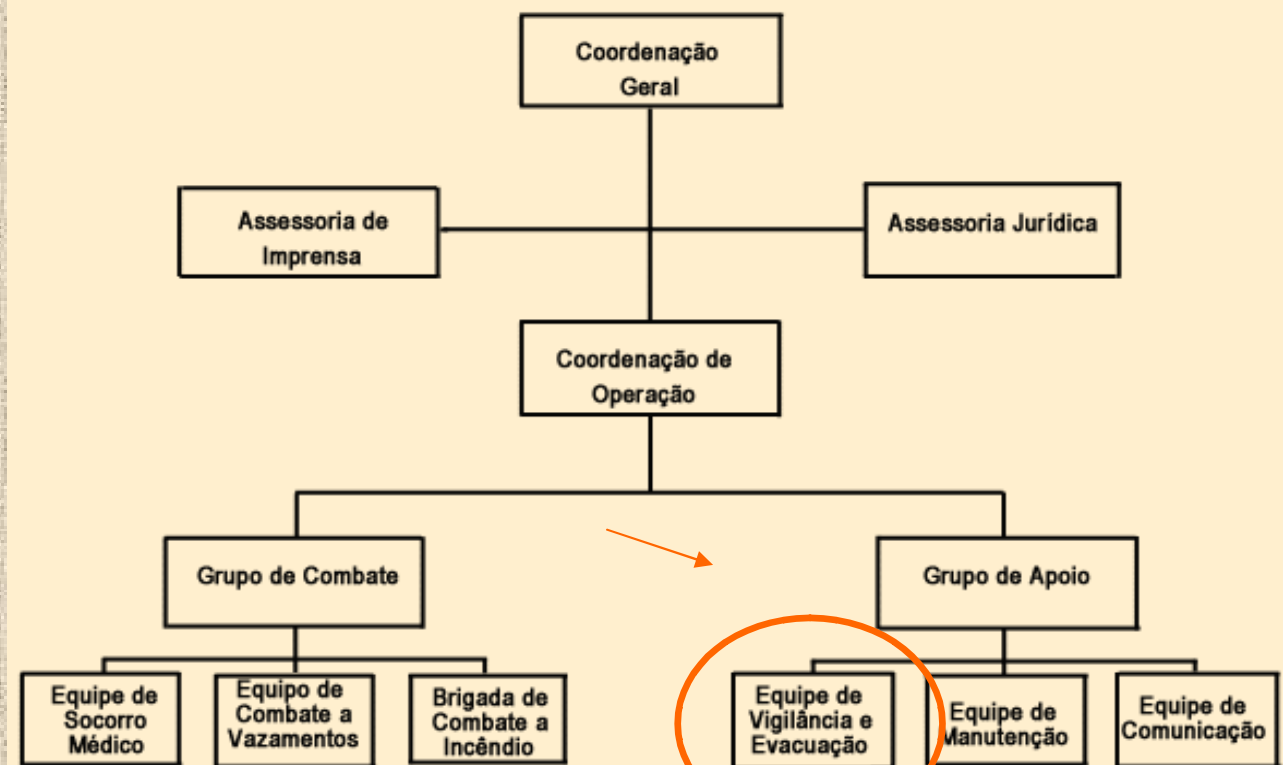 Coordenação
Geral
Assessoria de
Imprensa
Assessoria Jurídica
Coordenação de
Operação
Grupo de Combate
Grupo de Apoio
Equipe de
Socorro
Médico
Equipo de
Combate a
Vazamentos
Brigada de
Combate a
Incêndio
Equipe de
Vigilância e
Evacuação
Equipe de
Manutenção
Equipe de
Comunicação